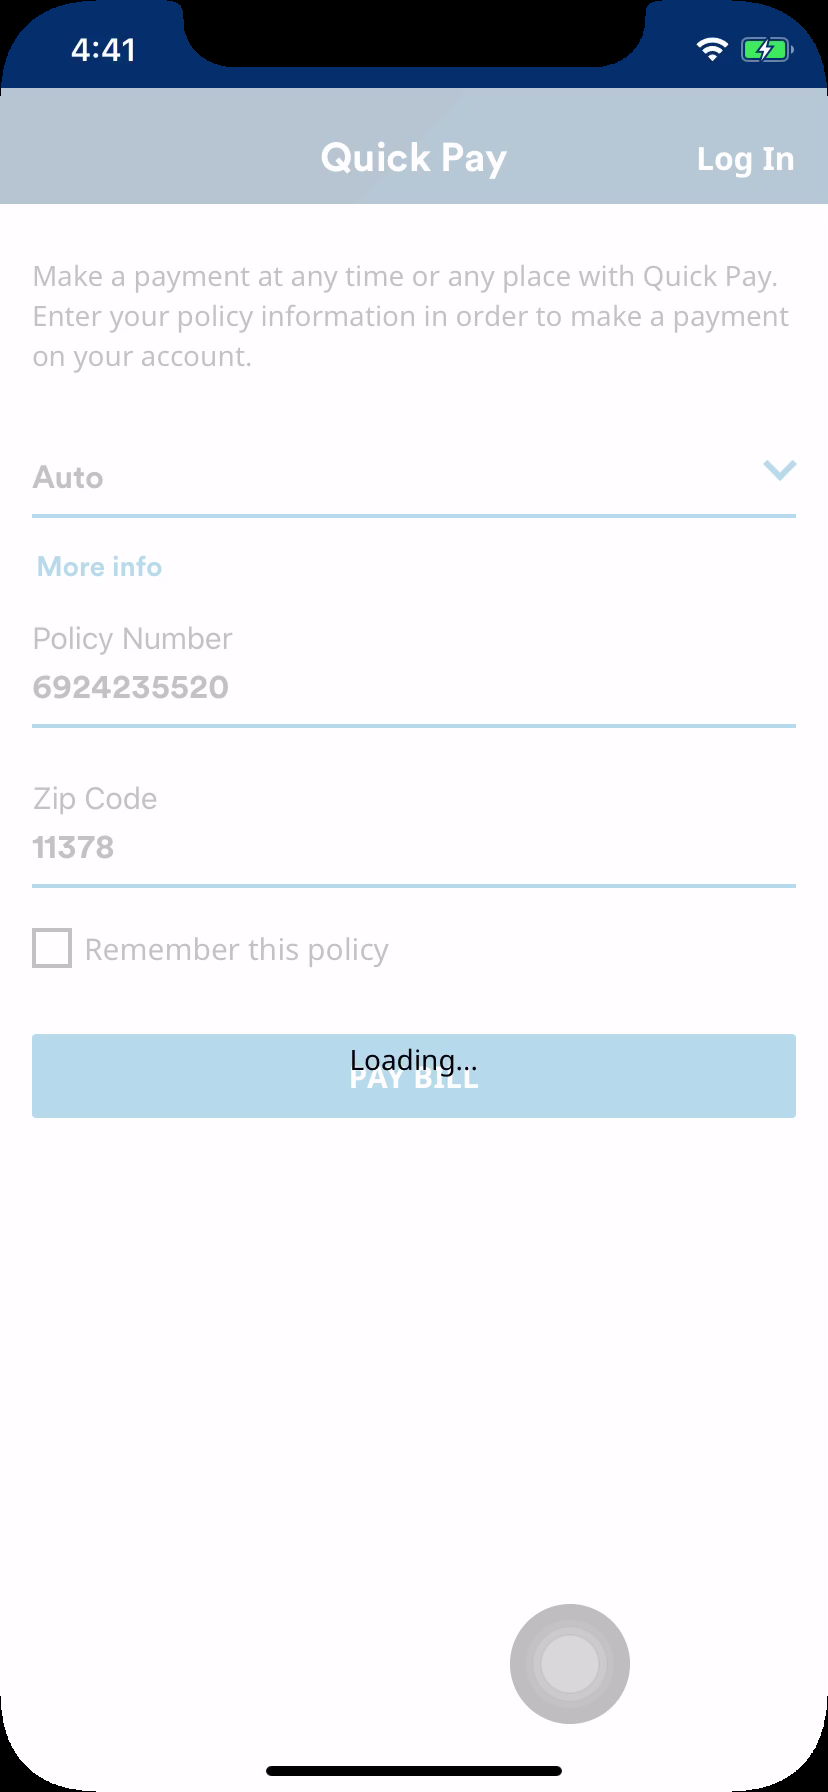 4:41
Quick Pay
Log In
Make a payment at any time or any place with Quick Pay.
Enter your policy information in order to make a payment
on your account.
Auto
More info
Policy Number
6924235520
Zip Code
11378
Remember this policy
Loading...
PAY BILL